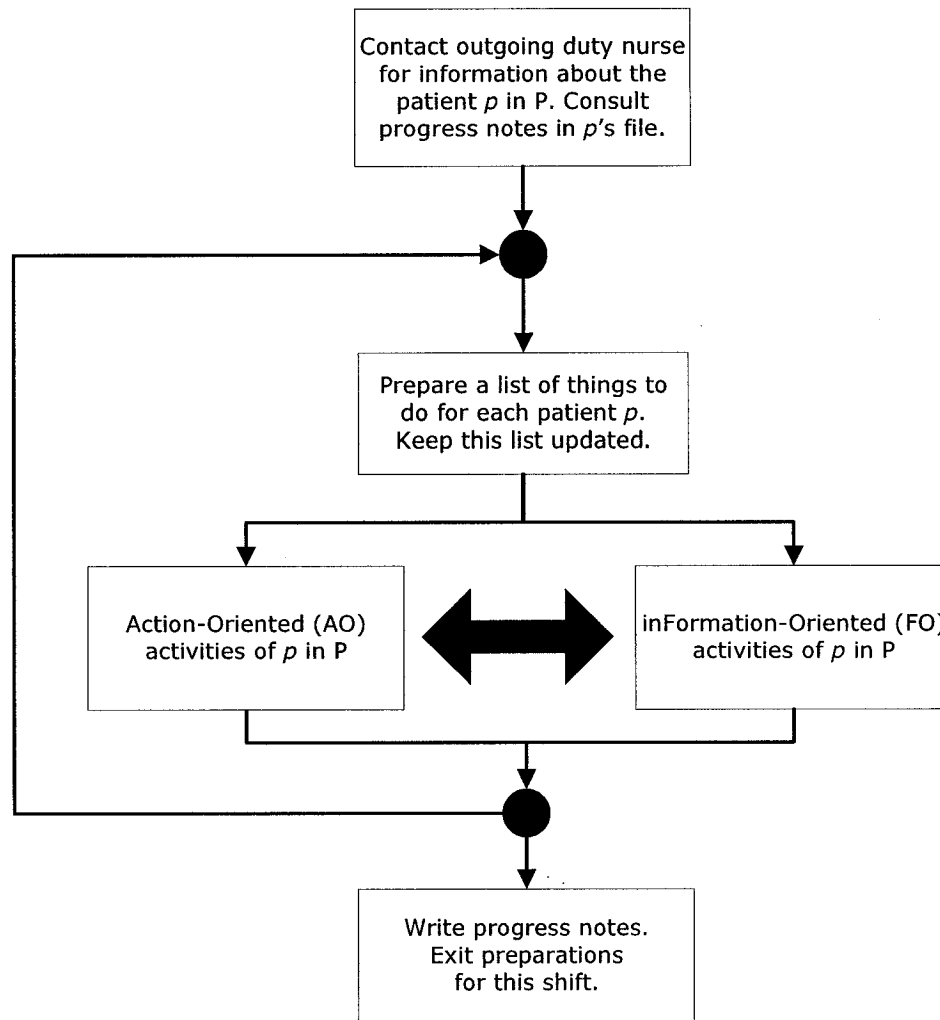 Contact outgoing duty nurse
for information about the
patient p in P. Consult
progress notes in p's file.
Prepare a list of things to
do for each patient p.
Keep this list updated.
Action-Oriented (AO)
activities of p in P
inFormation-Oriented (FO)
activities of p in P
Write progress notes.
Exit preparations
for this shift.